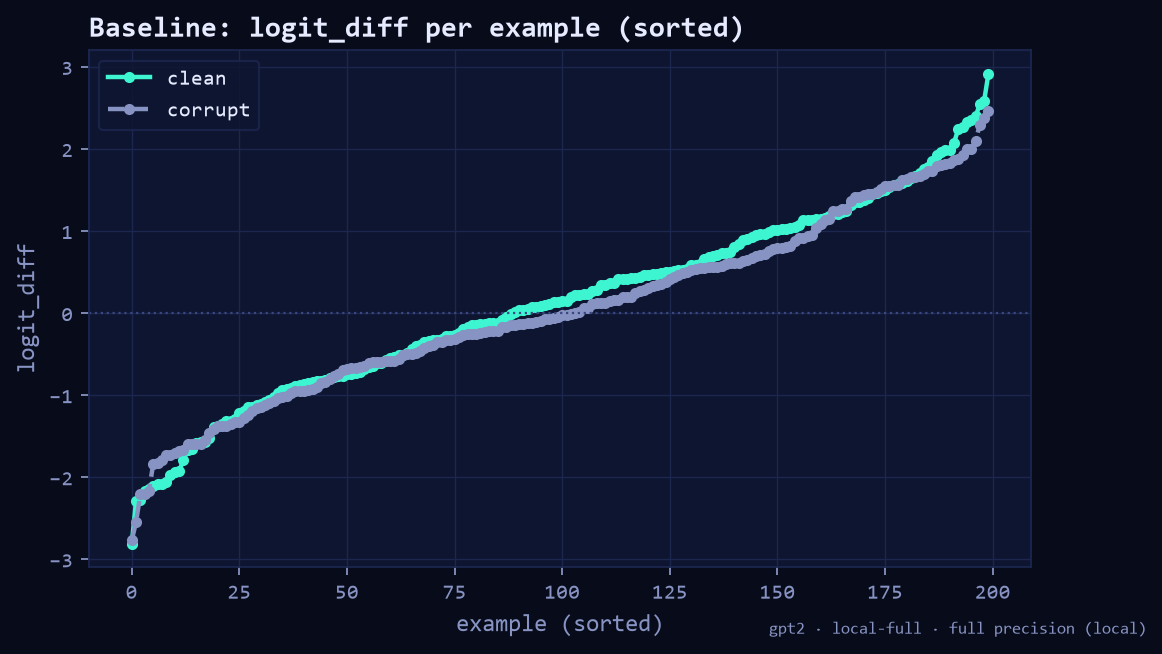 Baseline: logit_diff per example (sorted)
clean
corrupt
3
2
1
0
−1
−2
−3
logit_diff
0 25 50 75 100 125 150 175 200
example (sorted)
gpt2 · local-full · full precision (local)